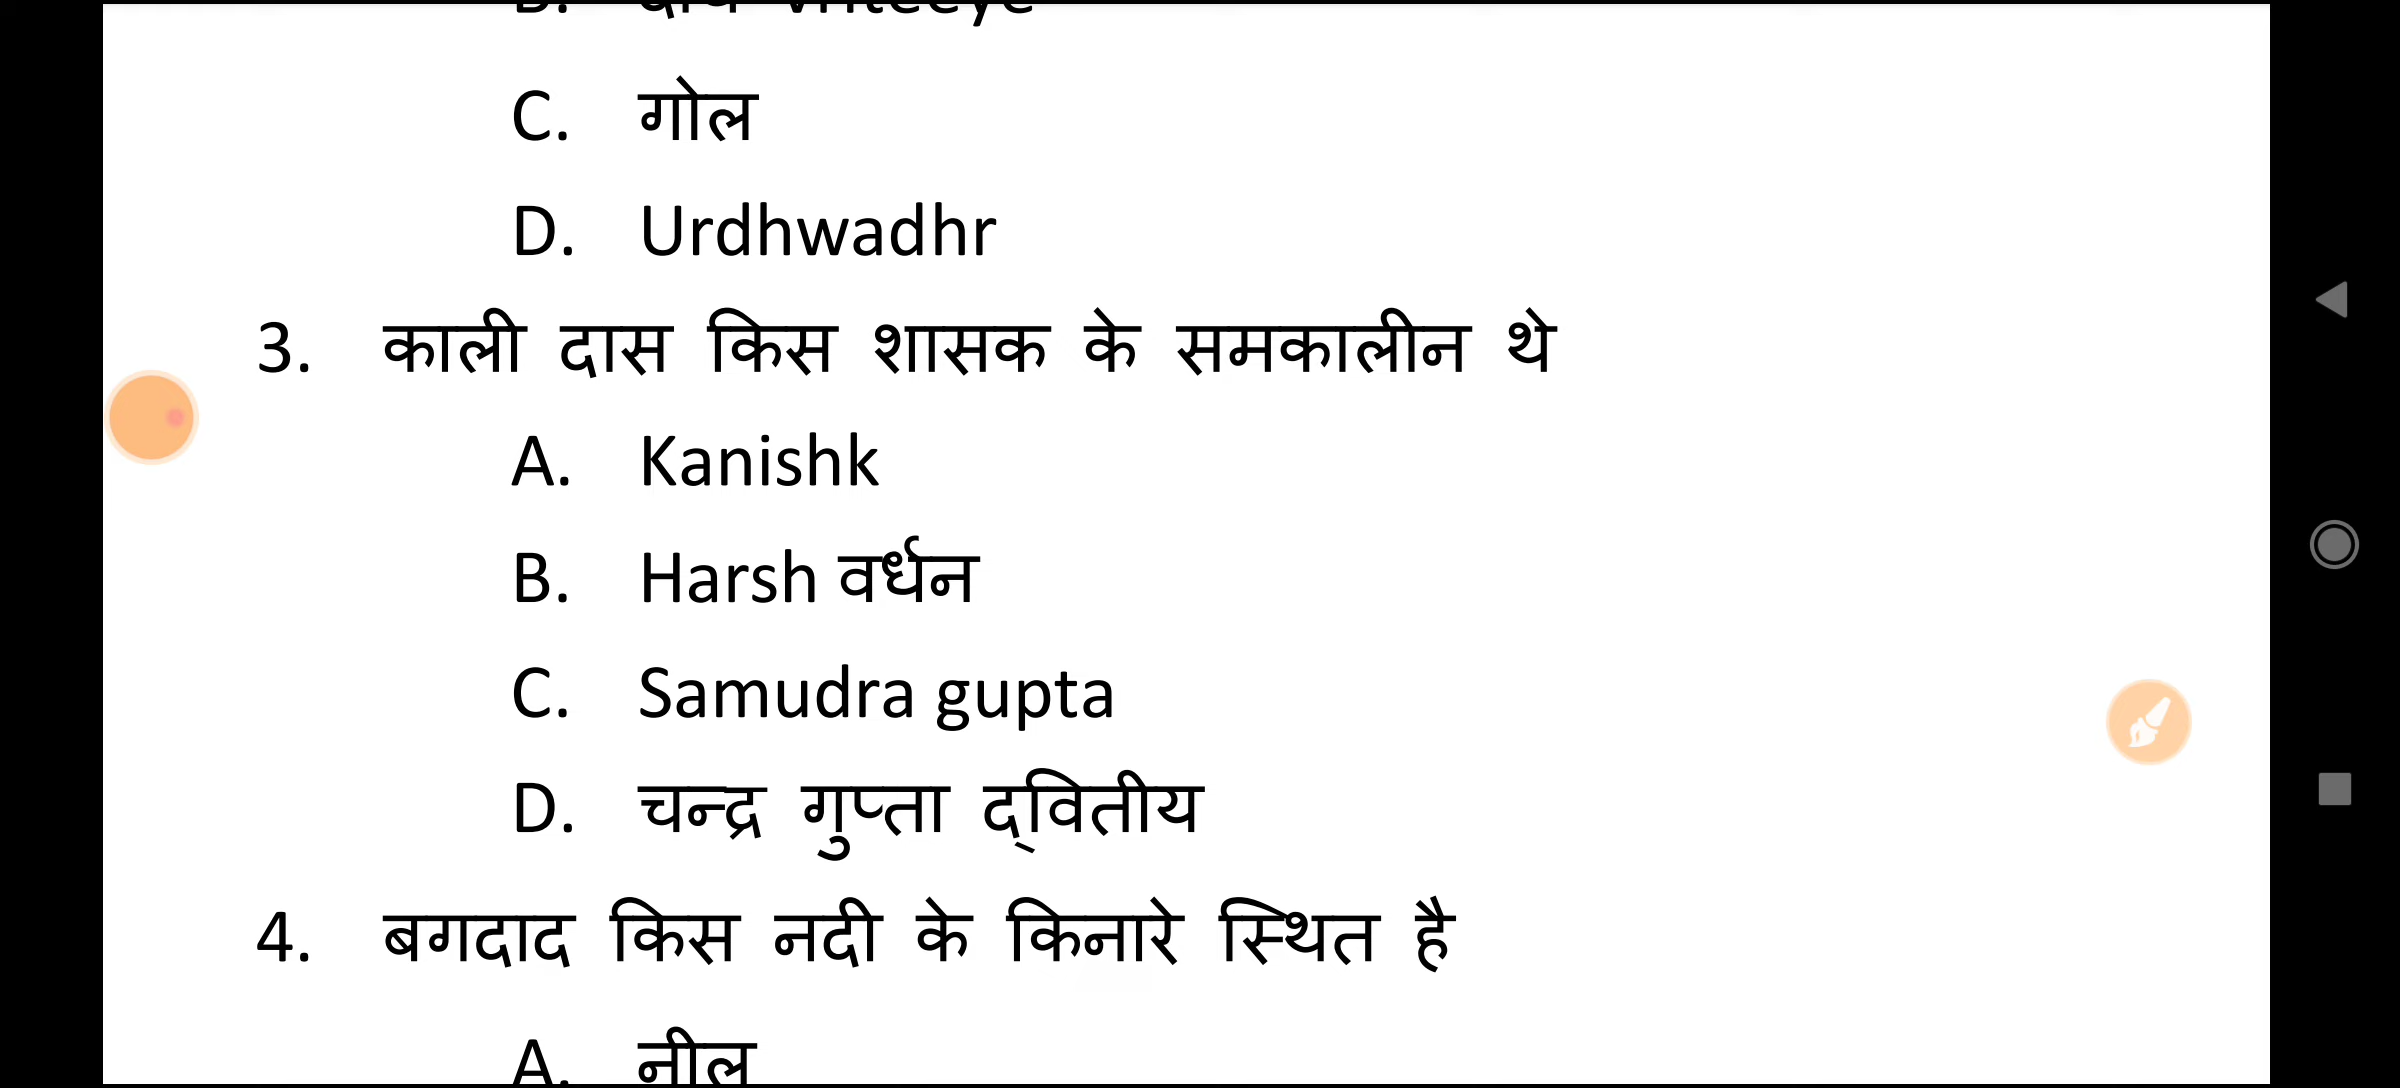 C. गोल
D. Urdhwadhr
3. काली दास किस शासक के समकालीन थे
A. Kanishk
B. Harsh वर्धन
C. Samudra gupta
D. चन्द्र गुप्ता द्वितीय
4. बगदाद किस नदी के किनारे स्थित है
A. नील